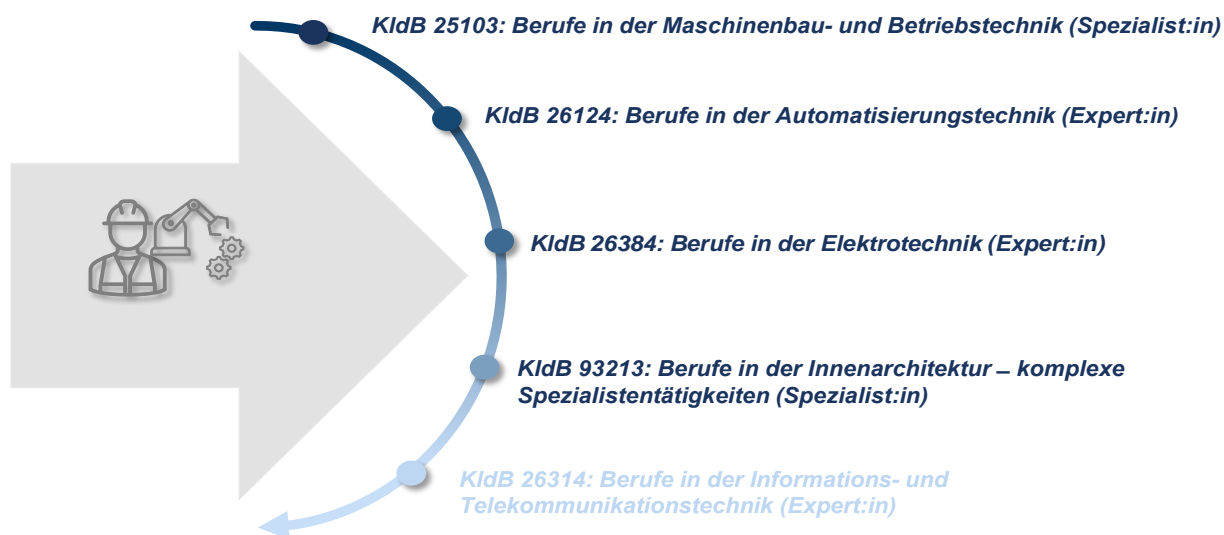 KldB 25103: Berufe in der Maschinenbau- und Betriebstechnik (Spezialist:in)
KldB 26124: Berufe in der Automatisierungstechnik (Expert:in)
KldB 26384: Berufe in der Elektrotechnik (Expert:in)
KldB 93213: Berufe in der Innenarchitektur – komplexe
Spezialistentätigkeiten (Spezialist:in)
KldB 26314: Berufe in der Informations- und
Telekommunikationstechnik (Expert:in)